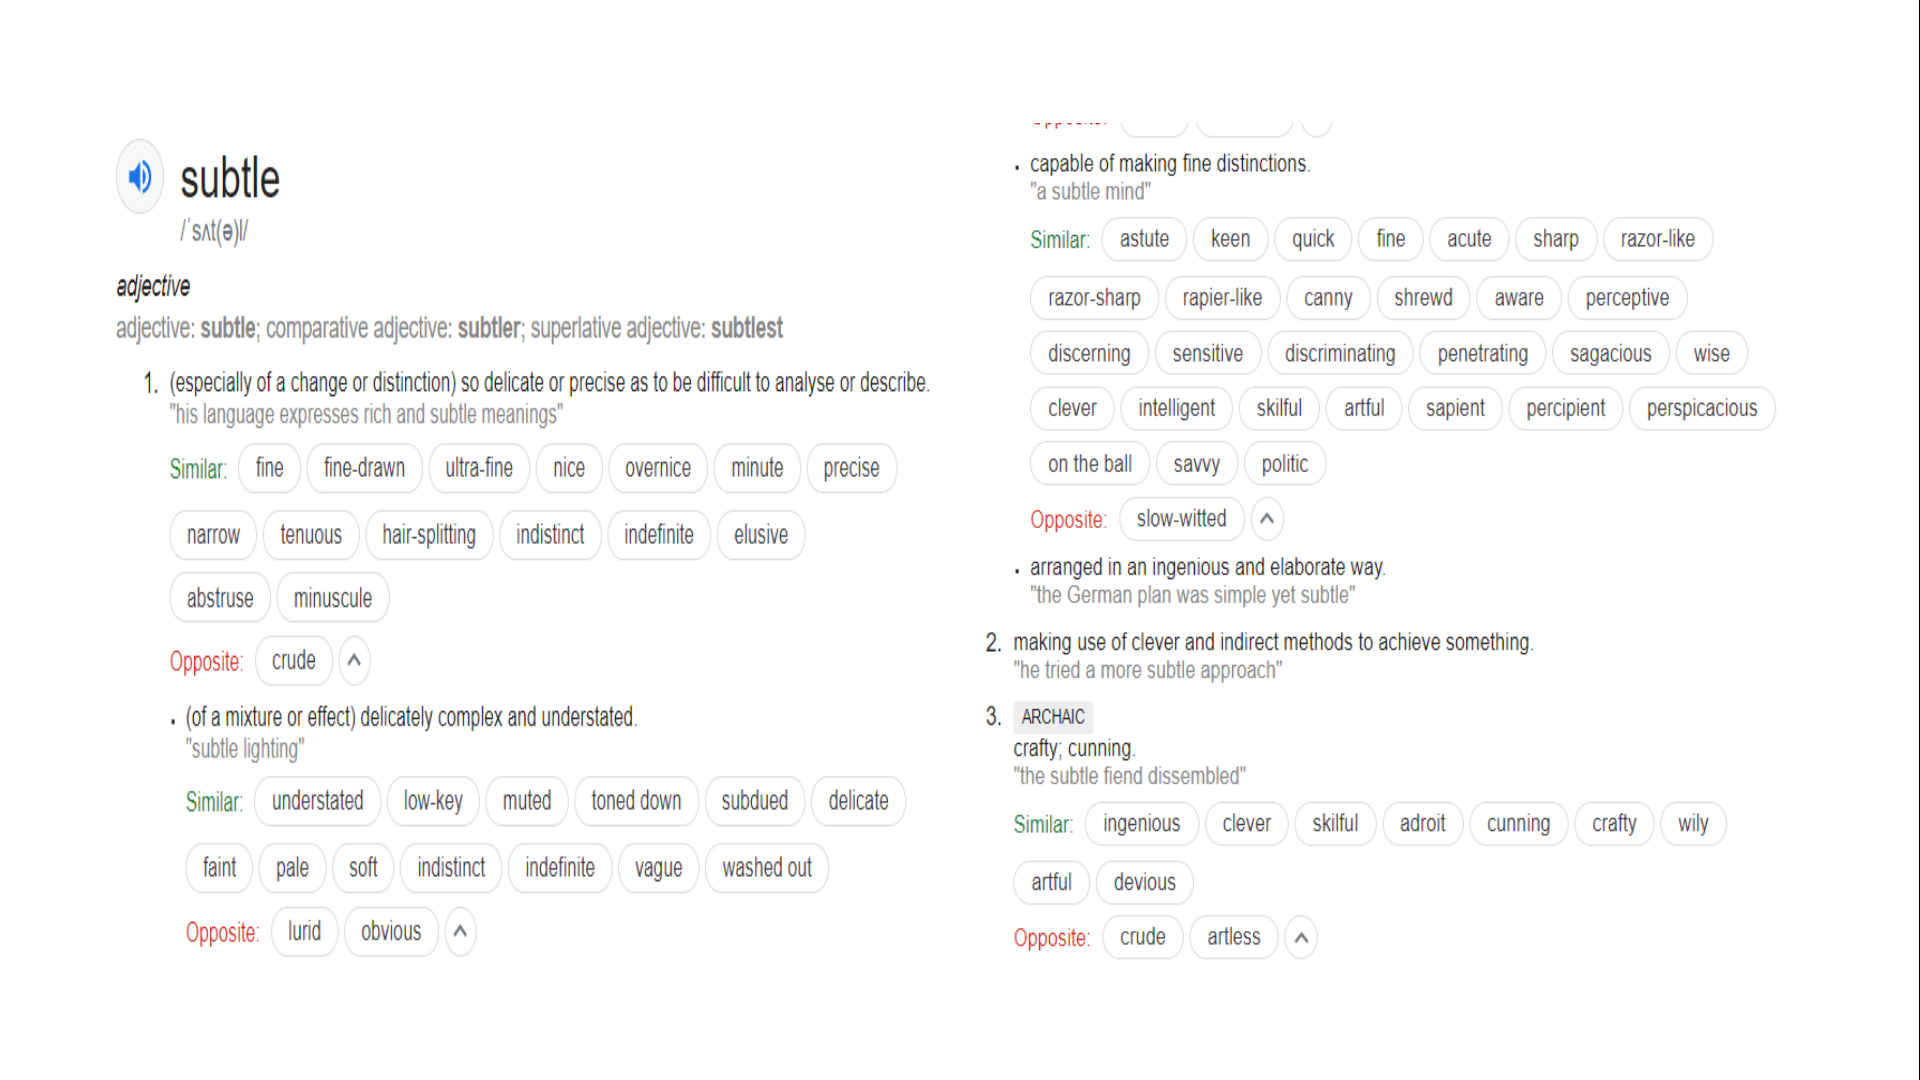 subtle
/ˈsʌt(ə)l/
adjective
adjective: subtle; comparative adjective: subtler; superlative adjective: subtlest
1. (especially of a change or distinction) so delicate or precise as to be difficult to analyse or describe.
"his language expresses rich and subtle meanings"
Similar: fine fine-drawn ultra-fine nice overnice minute precise
narrow tenuous hair-splitting indistinct indefinite elusive
abstruse minuscule
Opposite: crude
• (of a mixture or effect) delicately complex and understated.
"subtle lighting"
Similar: understated low-key muted toned down subdued delicate
faint pale soft indistinct indefinite vague washed out
Opposite: lurid obvious
• capable of making fine distinctions.
"a subtle mind"
Similar: astute keen quick fine acute sharp razor-like
razor-sharp rapier-like canny shrewd aware perceptive
discerning sensitive discriminating penetrating sagacious wise
clever intelligent skilful artful sapient percipient perspicacious
on the ball savvy politic
Opposite: slow-witted
• arranged in an ingenious and elaborate way.
"the German plan was simple yet subtle"
2. making use of clever and indirect methods to achieve something.
"he tried a more subtle approach"
3. ARCHAIC
crafty; cunning.
"the subtle fiend dissembled"
Similar: ingenious clever skilful adroit cunning crafty wily
artful devious
Opposite: crude artless